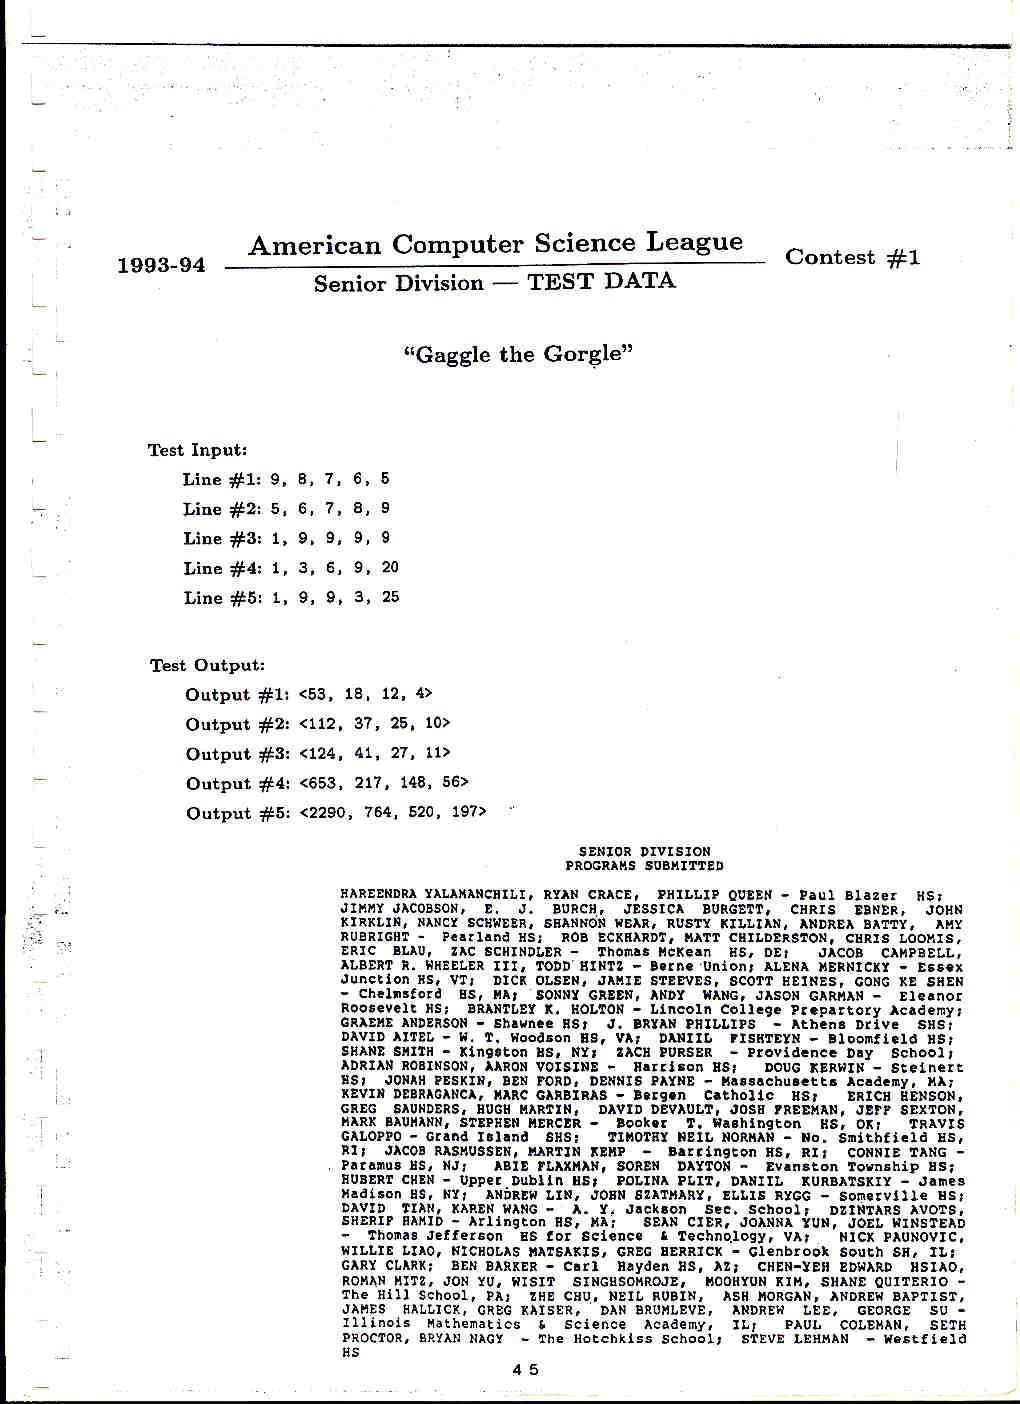 1993-94 American Computer Science League Contest #1
Senior Division — TEST DATA
“Gaggle the Gorgle”
Test Input:
Line #1: 9, 8, 7, 6, 5
Line #2: 5, 6, 7, 8, 9
Line #3: 1, 9, 9, 9, 9
Line #4: 1, 3, 6, 9, 20
Line #5: 1, 9, 9, 3, 25
Test Output:
Output #1: <53, 18, 12, 4>
Output #2: <112, 37, 25, 10>
Output #3: <124, 41, 27, 11>
Output #4: <653, 217, 148, 56>
Output #5: <2290, 764, 520, 197>
SENIOR DIVISION
PROGRAMS SUBMITTED
HAREENDRA YALAMANCHILI, RYAN CRACE, PHILLIP QUEEN - Paul Blazer HS;
JIMMY JACOBSON, E. J. BURCH, JESSICA BURGETT, CHRIS EBNER, JOHN
KIRKLIN, NANCY SCHWEER, SHANNON WEAR, RUSTY KILLIAN, ANDREA BATTY, AMY
RUBRIGHT - Pearland HS; ROB ECKHARDT, MATT CHILDERSTON, CHRIS LOOMIS,
ERIC BLAU, ZAC SCHINDLER - Thomas McKean HS, DE; JACOB CAMPBELL,
ALBERT R. WHEELER III, TODD HINTZ - Berne Union; ALENA MERNICKY - Essex
Junction HS, VT; DICK OLSEN, JAMIE STEEVES, SCOTT HEINES, GONG KE SHEN
- Chelmsford HS, MA; SONNY GREEN, ANDY WANG, JASON GARMAN - Eleanor
Roosevelt HS; BRANTLEY K. HOLTON - Lincoln College Prepartory Academy;
GRAEME ANDERSON - Shawnee HS; J. BRYAN PHILLIPS - Athens Drive SHS;
DAVID AITEL - W. T. Woodson HS, VA; DANIIL FISHTEYN - Bloomfield HS;
SHANE SMITH - Kingston HS, NY; ZACH PURSER - Providence Day School;
ADRIAN ROBINSON, AARON VOISINE - Harrison HS; DOUG KERWIN - Steinert
HS; JONAH PESKIN, BEN FORD, DENNIS PAYNE - Massachusetts Academy, MA;
KEVIN DEBRAGANCA, MARC GARBIRAS - Bergen Catholic HS; ERICH HENSON,
GREG SAUNDERS, HUGH MARTIN, DAVID DEVAULT, JOSH FREEMAN, JEFF SEXTON,
MARK BAUMANN, STEPHEN MERCER - Booker T. Washington HS, OK; TRAVIS
GALOPPO - Grand Island SHS; TIMOTHY NEIL NORMAN - No. Smithfield HS,
RI; JACOB RASMUSSEN, MARTIN KEMP - Barrington HS, RI; CONNIE TANG -
Paramus HS, NJ; ABIE FLAXMAN, SOREN DAYTON - Evanston Township HS;
HUBERT CHEN - Upper Dublin HS; POLINA PLIT, DANIIL KURBATSKIY - James
Madison HS, NY; ANDREW LIN, JOHN SZATMARY, ELLIS RYGG - Somerville HS;
DAVID TIAN, KAREN WANG - A. Y. Jackson Sec. School; DZINTARS AVOTS,
SHERIF HAMID - Arlington HS, MA; SEAN CIER, JOANNA YUN, JOEL WINSTEAD
- Thomas Jefferson HS for Science & Technology, VA; NICK PAUNOVIC,
WILLIE LIAO, NICHOLAS MATSAKIS, GREG HERRICK - Glenbrook South SH, IL;
GARY CLARK; BEN BARKER - Carl Hayden HS, AZ; CHEN-YEH EDWARD HSIAO,
ROMAN MITZ, JON YU, WISIT SINGHSOMROJE, MOOHYUN KIM, SHANE QUITERIO -
The Hill School, PA; ZHE CHU, NEIL RUBIN, ASH MORGAN, ANDREW BAPTIST,
JAMES HALLICK, GREG KAISER, DAN BRUMLEVE, ANDREW LEE, GEORGE SU -
Illinois Mathematics & Science Academy, IL; PAUL COLEMAN, SETH
PROCTOR, BRYAN NAGY - The Hotchkiss School; STEVE LEHMAN - Westfield
HS
4 5